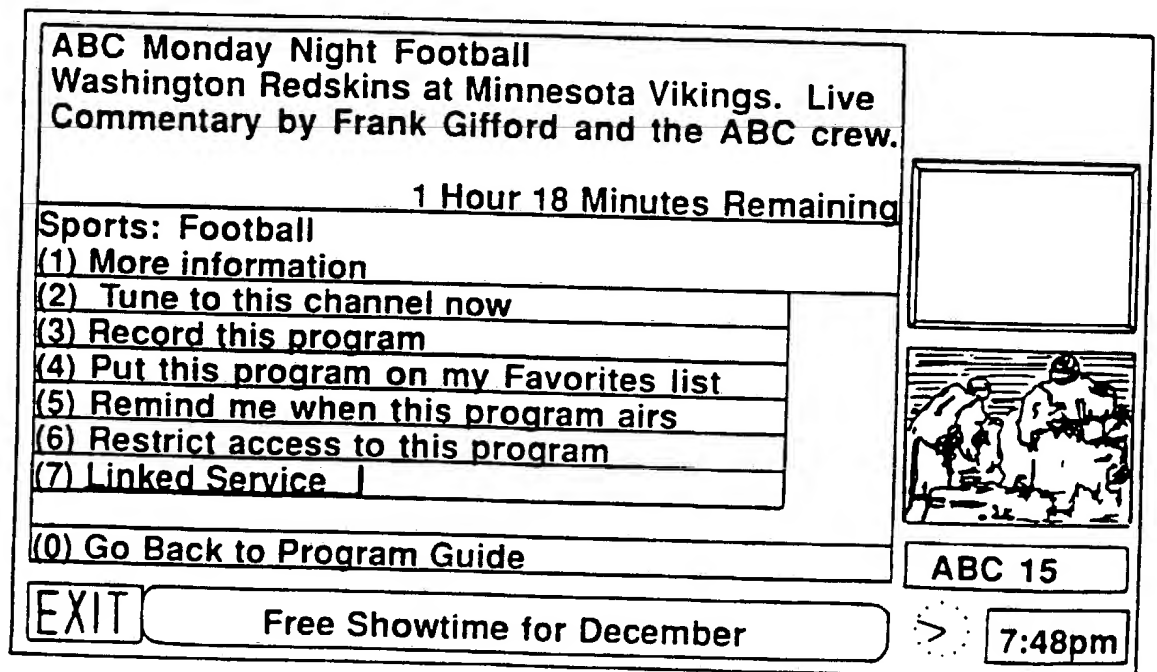 ABC Monday Night Football
Washington Redskins at Minnesota Vikings. Live
Commentary by Frank Gifford and the ABC crew.
1 Hour 18 Minutes Remaining
Sports: Football
(1) More information
(2) Tune to this channel now
(3) Record this program
(4) Put this program on my Favorites list
(5) Remind me when this program airs
(6) Restrict access to this program
(7) Linked Service
(0) Go Back to Program Guide
ABC 15
EXIT
Free Showtime for December
7:48pm